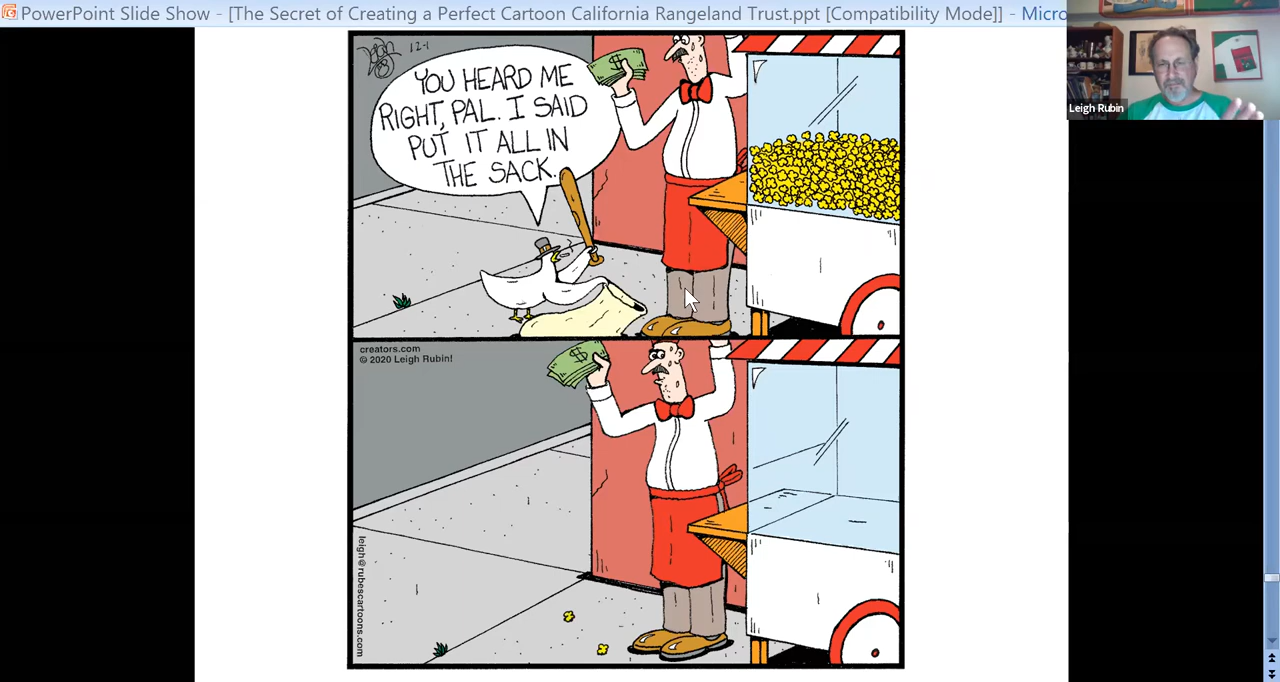 PowerPoint Slide Show - [The Secret of Creating a Perfect Cartoon California Rangeland Trust.ppt [Compatibility Mode]] - Micro
Leigh Rubin
12-1
YOU HEARD ME
RIGHT, PAL. I SAID
PUT IT ALL IN
THE SACK.
$
creators.com
© 2020 Leigh Rubin!
$
leigh@rubescartoons.com